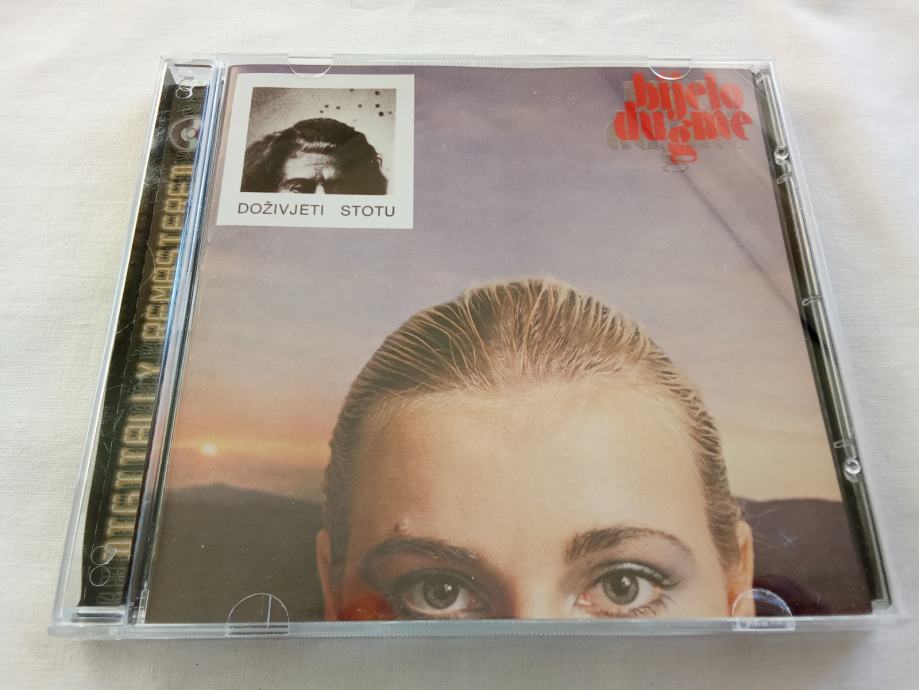 bijelo
dugme
DOŽIVJETI STOTU
DIGITALLY REMASTERED